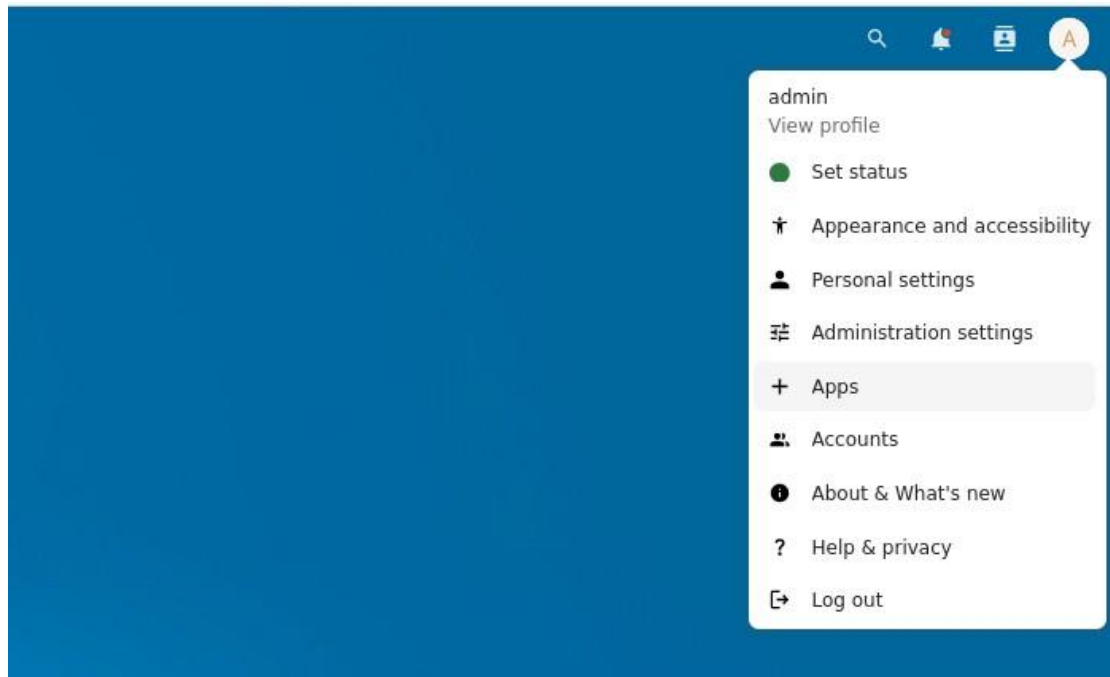 A
admin
View profile
Set status
Appearance and accessibility
Personal settings
Administration settings
Apps
Accounts
About & What's new
Help & privacy
Log out